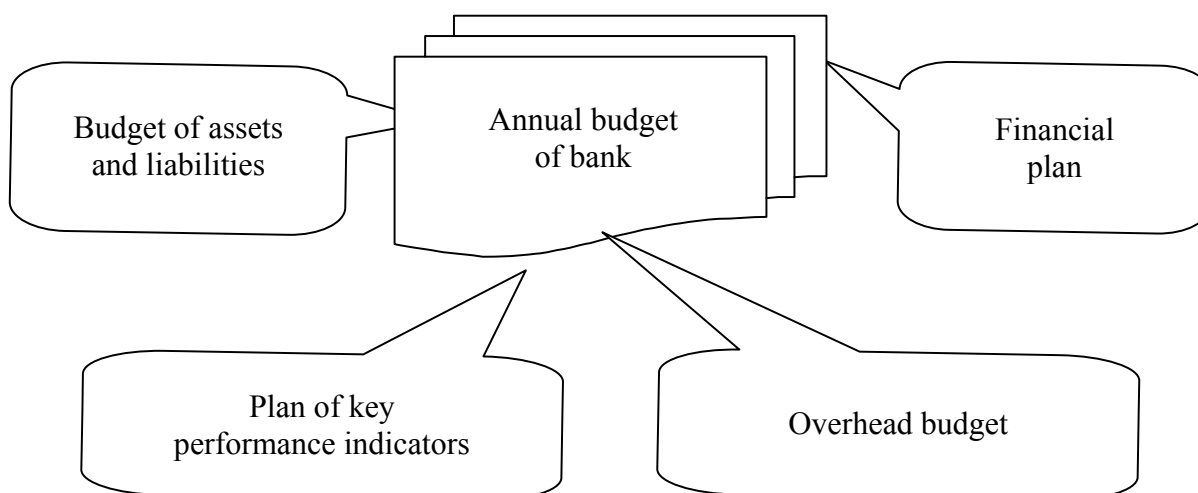 Budget of assets
and liabilities
Annual budget
of bank
Financial
plan
Plan of key
performance indicators
Overhead budget